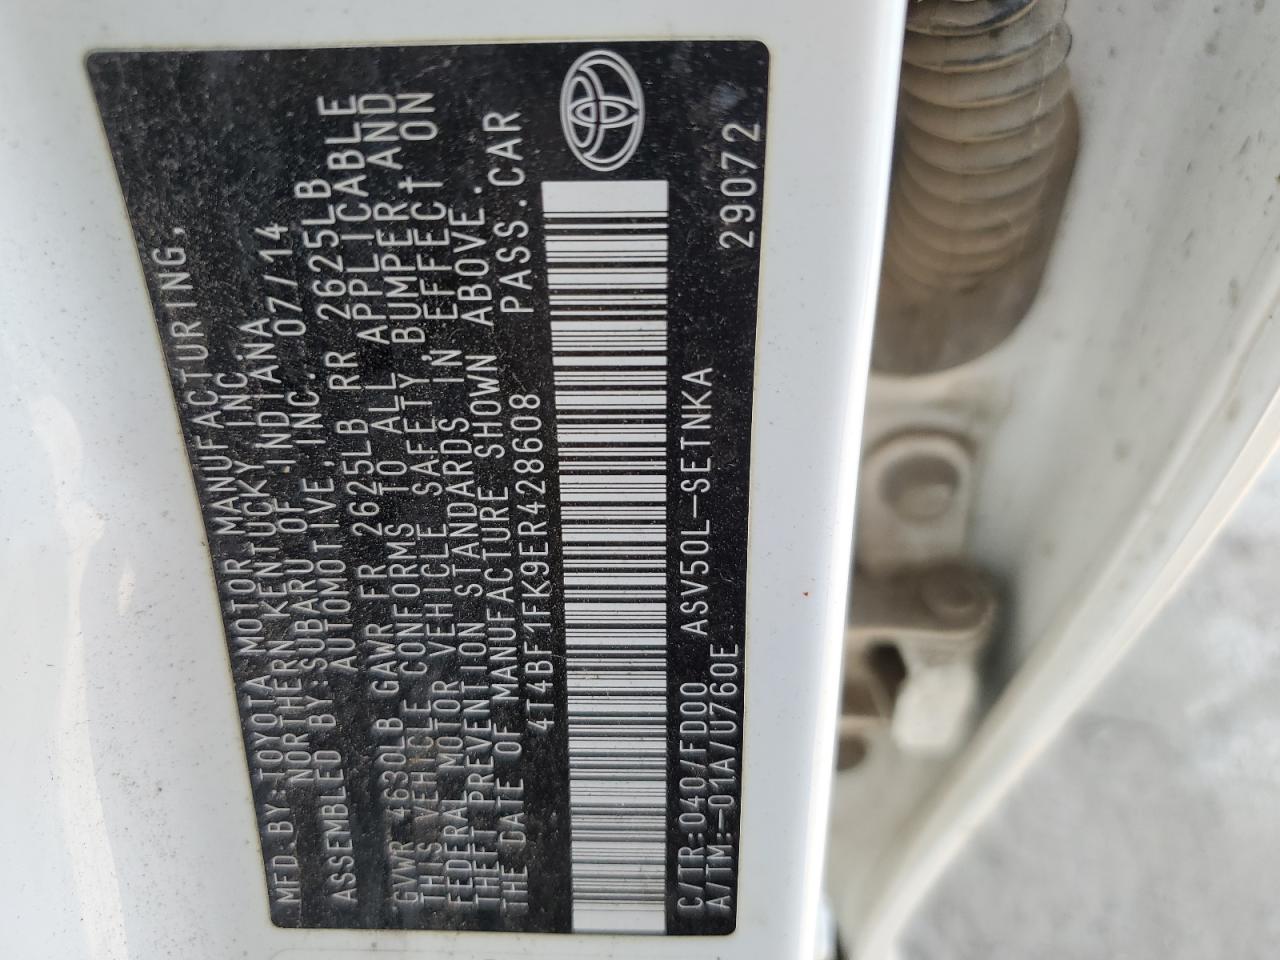 MFD.BY:TOYOTA MOTOR MANUFACTURING,
NORTHERN KENTUCKY INC.
ASSEMBLED BY:SUBARU OF INDIANA
AUTOMOTIVE,INC. 07/14
GVWR 4630LB GAWR FR 2625LB RR 2625LB
THIS VEHICLE CONFORMS TO ALL APPLICABLE
FEDERAL MOTOR VEHICLE SAFETY,BUMPER AND
THEFT PREVENTION STANDARDS IN EFFECT ON
THE DATE OF MANUFACTURE SHOWN ABOVE.
4T4BF1FK9ER428608 PASS.CAR
C/TR:040/FD00 ASV50L-SETNKA
A/TM:-01A/U760E 29072